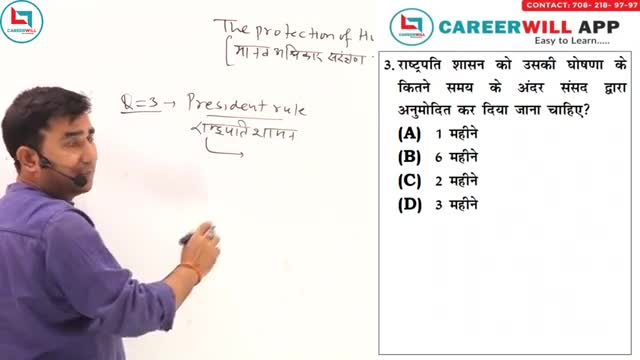 CAREERWILL
The protection of Hu
[मानव अधिकार संरक्षण
Q=3 → President rule
राष्ट्रपति शासन
CONTACT: 708- 218- 97-97
CAREERWILL APP
Easy to Learn.....
CAREERWILL
3. राष्ट्रपति शासन को उसकी घोषणा के
कितने समय के अंदर संसद द्वारा
अनुमोदित कर दिया जाना चाहिए?
(A) 1 महीने
(B) 6 महीने
(C) 2 महीने
(D) 3 महीने